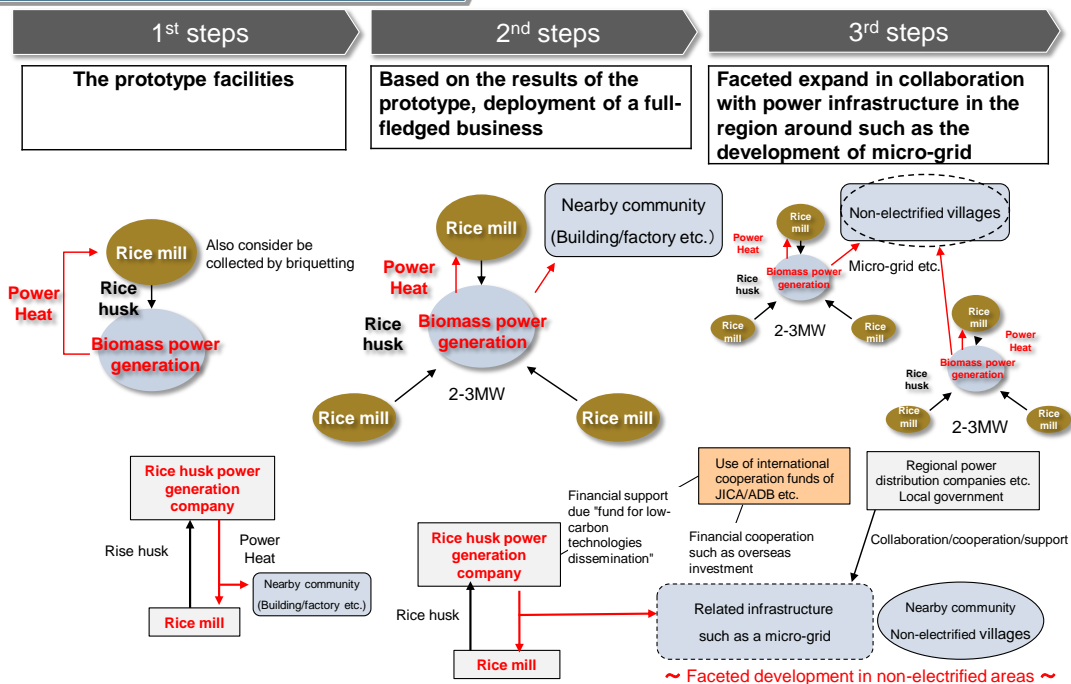 1st steps
2nd steps
3rd steps
The prototype facilities
Based on the results of the
prototype, deployment of a full-
fledged business
Faceted expand in collaboration
with power infrastructure in the
region around such as the
development of micro-grid
Rice mill
Also consider be
collected by briquetting
Power
Heat
Rice
husk
Biomass power
generation
Rice mill
Nearby community
(Building/factory etc.)
Power
Heat
Rice
husk
Biomass power
generation
2-3MW
Rice mill
Rice mill
Rice
mill
Non-electrified villages
Power
Heat
Micro-grid etc.
Rice
husk
Biomass power
generation
Rice
mill
2-3MW
Rice
mill
Rice
mill
Power
Heat
Rice
husk
Biomass power
generation
Rice
mill
2-3MW
Rice
mill
Rice husk power
generation
company
Rise husk
Power
Heat
Nearby community
(Building/factory etc.)
Rice mill
Financial support
due "fund for low-
carbon
technologies
dissemination"
Use of international
cooperation funds of
JICA/ADB etc.
Regional power
distribution companies etc.
Local government
Rice husk power
generation
company
Financial cooperation
such as overseas
investment
Collaboration/cooperation/support
Rice husk
Related infrastructure
such as a micro-grid
Nearby community
Non-electrified villages
Rice mill
~ Faceted development in non-electrified areas ~